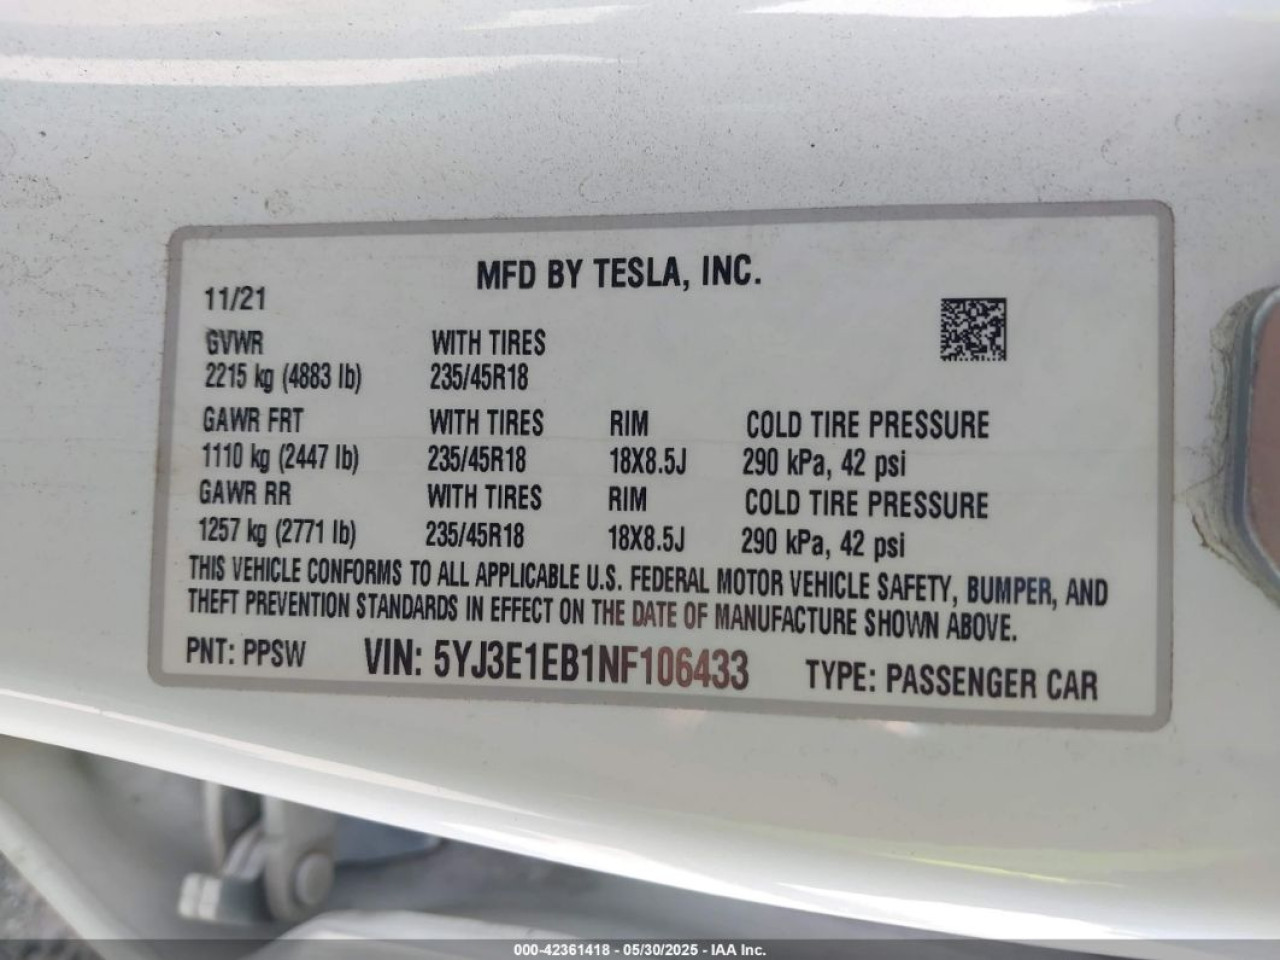 MFD BY TESLA, INC.
11/21
GVWR WITH TIRES
2215 kg (4883 lb) 235/45R18
GAWR FRT WITH TIRES RIM COLD TIRE PRESSURE
1110 kg (2447 lb) 235/45R18 18X8.5J 290 kPa, 42 psi
GAWR RR WITH TIRES RIM COLD TIRE PRESSURE
1257 kg (2771 lb) 235/45R18 18X8.5J 290 kPa, 42 psi
THIS VEHICLE CONFORMS TO ALL APPLICABLE U.S. FEDERAL MOTOR VEHICLE SAFETY, BUMPER, AND
THEFT PREVENTION STANDARDS IN EFFECT ON THE DATE OF MANUFACTURE SHOWN ABOVE.
PNT: PPSW VIN: 5YJ3E1EB1NF106433 TYPE: PASSENGER CAR
000-42361418 - 05/30/2025 - IAA Inc.